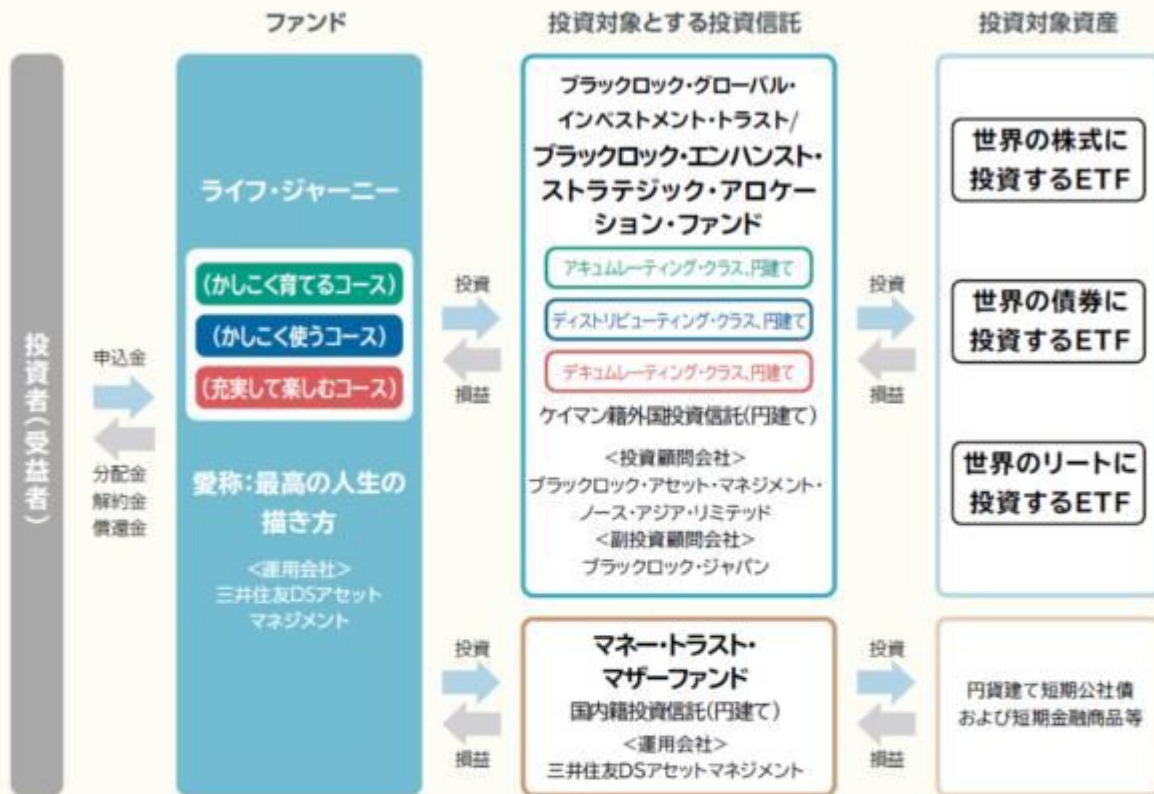 ファンド
投資対象とする投資信託
投資対象資産
投資者(受益者)
申込金
分配金
解約金
償還金
ライフ・ジャーニー
(かしこく育てるコース)
(かしこく使うコース)
(充実して楽しむコース)
愛称:最高の人生の
描き方
<運用会社>
三井住友DSアセット
マネジメント
投資
損益
投資
損益
ブラックロック・グローバル・
インベストメント・トラスト/
ブラックロック・エンハンスト・
ストラテジック・アロケー
ション・ファンド
アキュムレーティング・クラス、円建て
ディストリビューティング・クラス、円建て
デキュムレーティング・クラス、円建て
ケイマン籍外国投資信託(円建て)
<投資顧問会社>
ブラックロック・アセット・マネジメント・
ノース・アジア・リミテッド
<副投資顧問会社>
ブラックロック・ジャパン
マネー・トラスト・
マザーファンド
国内籍投資信託(円建て)
<運用会社>
三井住友DSアセットマネジメント
投資
損益
投資
損益
世界の株式に
投資するETF
世界の債券に
投資するETF
世界のリートに
投資するETF
円貨建て短期公社債
および短期金融商品等